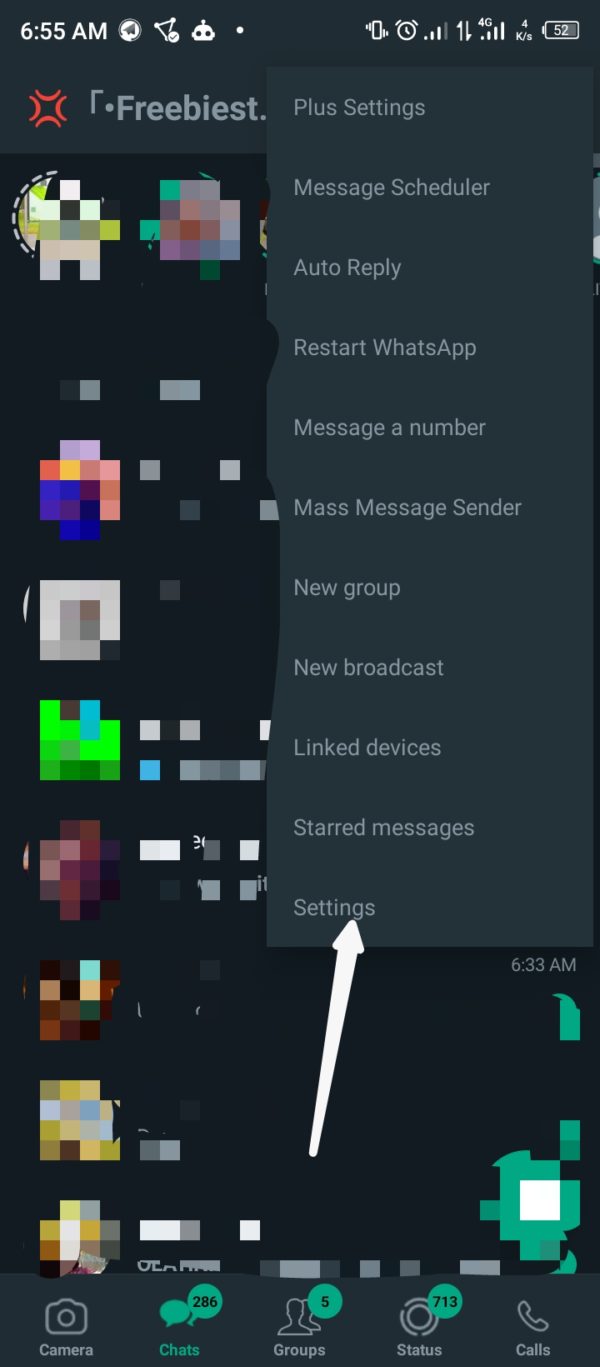 6:55 AM
4G
4
K/s
52
「•Freebiest.
Plus Settings
Message Scheduler
Auto Reply
Restart WhatsApp
Message a number
Mass Message Sender
New group
New broadcast
Linked devices
Starred messages
Settings
6:33 AM
286
5
713
Camera
Chats
Groups
Status
Calls